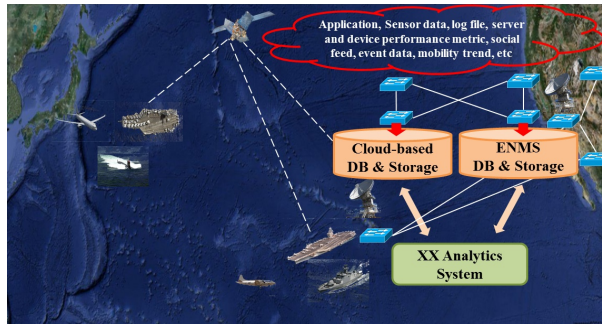 Application, Sensor data, log file, server
and device performance metric, social
feed, event data, mobility trend, etc
Cloud-based
DB & Storage
ENMS
DB & Storage
XX Analytics
System